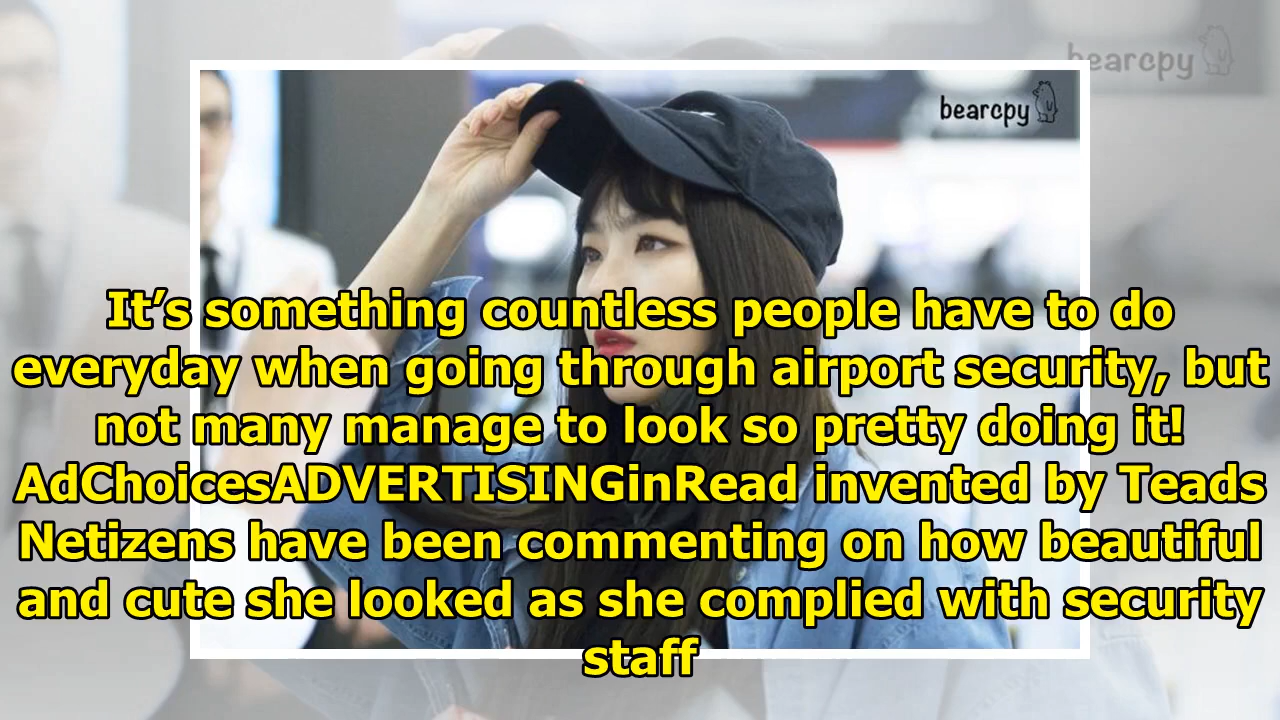 bearcpy
bearcpy
It’s something countless people have to do
everyday when going through airport security, but
not many manage to look so pretty doing it!
AdChoicesADVERTISINGinRead invented by Teads
Netizens have been commenting on how beautiful
and cute she looked as she complied with security
staff